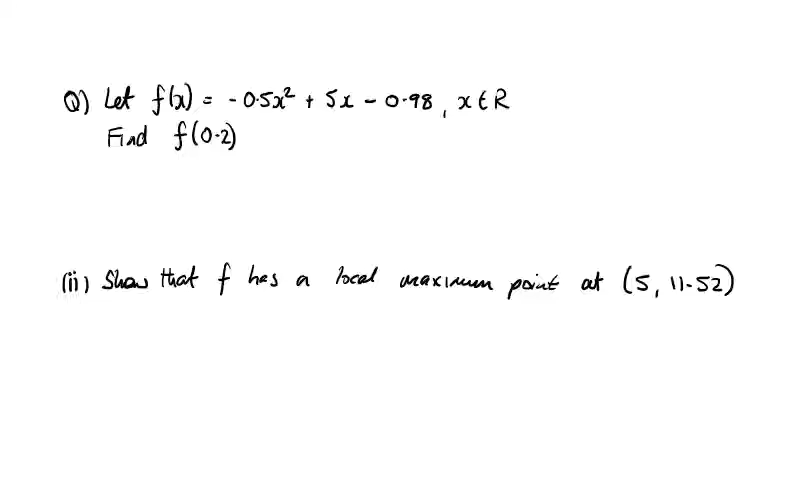 Q) Let f(x) = -0.5x² + 5x - 0.98, x ∈ R
Find f(0.2)
(ii) Show that f has a local maximum point at (5, 11.52)